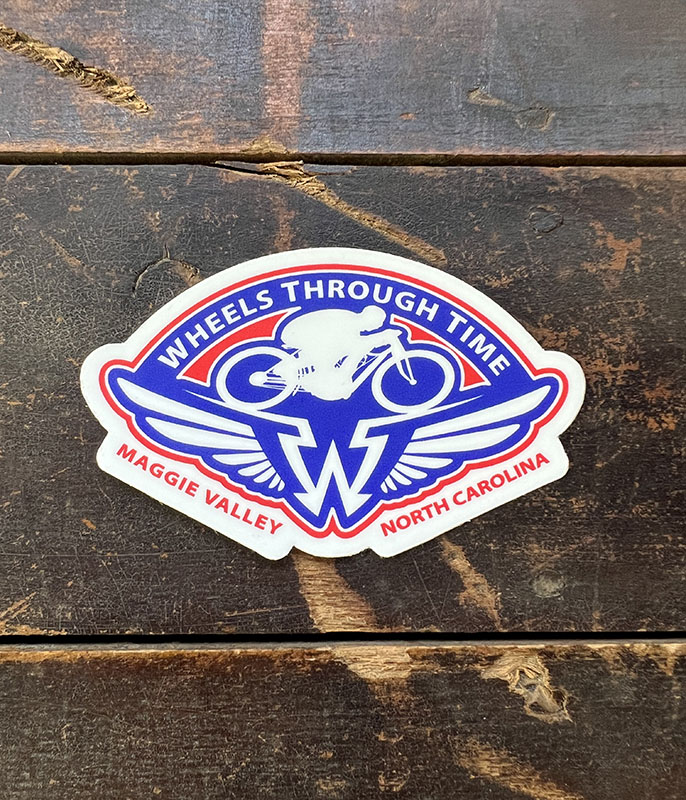 WHEELS THROUGH TIME
W
MAGGIE VALLEY
NORTH CAROLINA